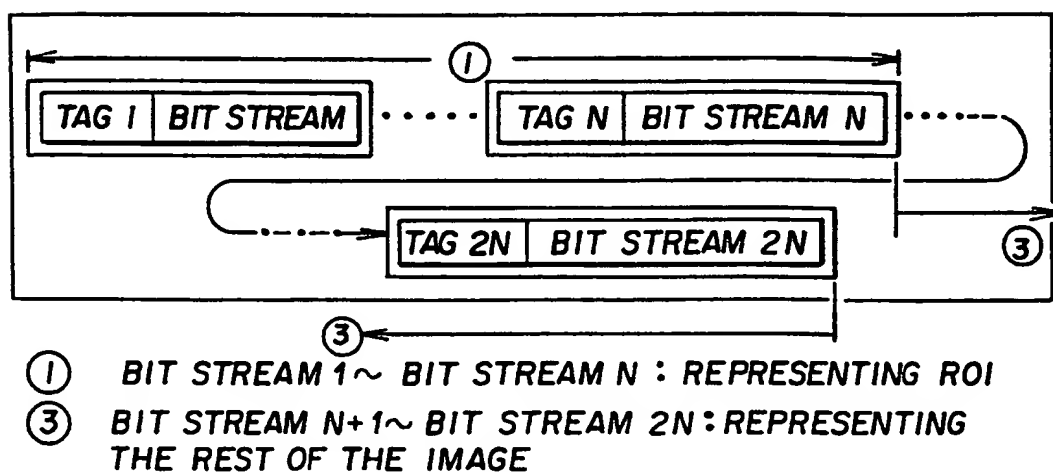 ①
TAG 1 BIT STREAM ..... TAG N BIT STREAM N
TAG 2N BIT STREAM 2N
③
③
① BIT STREAM 1~ BIT STREAM N : REPRESENTING ROI
③ BIT STREAM N+1~ BIT STREAM 2N : REPRESENTING
THE REST OF THE IMAGE